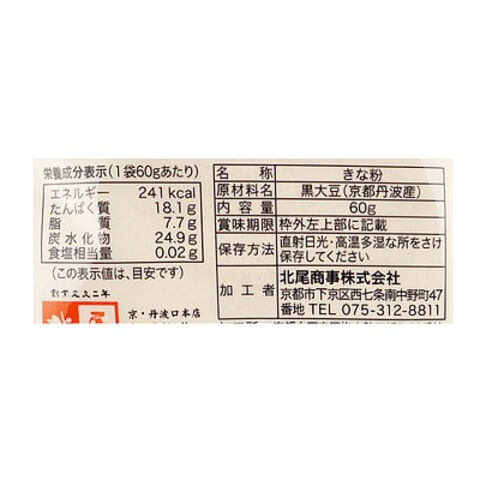 栄養成分表示(1袋60gあたり)
エネルギー 241kcal
たんぱく質 18.1g
脂質 7.7g
炭水化物 24.9g
食塩相当量 0.02g
(この表示値は、目安です)
京・丹波口本店
名称 きな粉
原材料名 黒大豆(京都丹波産)
内容量 60g
賞味期限 枠外左上部に記載
保存方法 直射日光・高温多湿な所をさけ
保存してください
加工者 北尾商事株式会社
京都市下京区西七条南中野町47
番地 TEL 075-312-8811